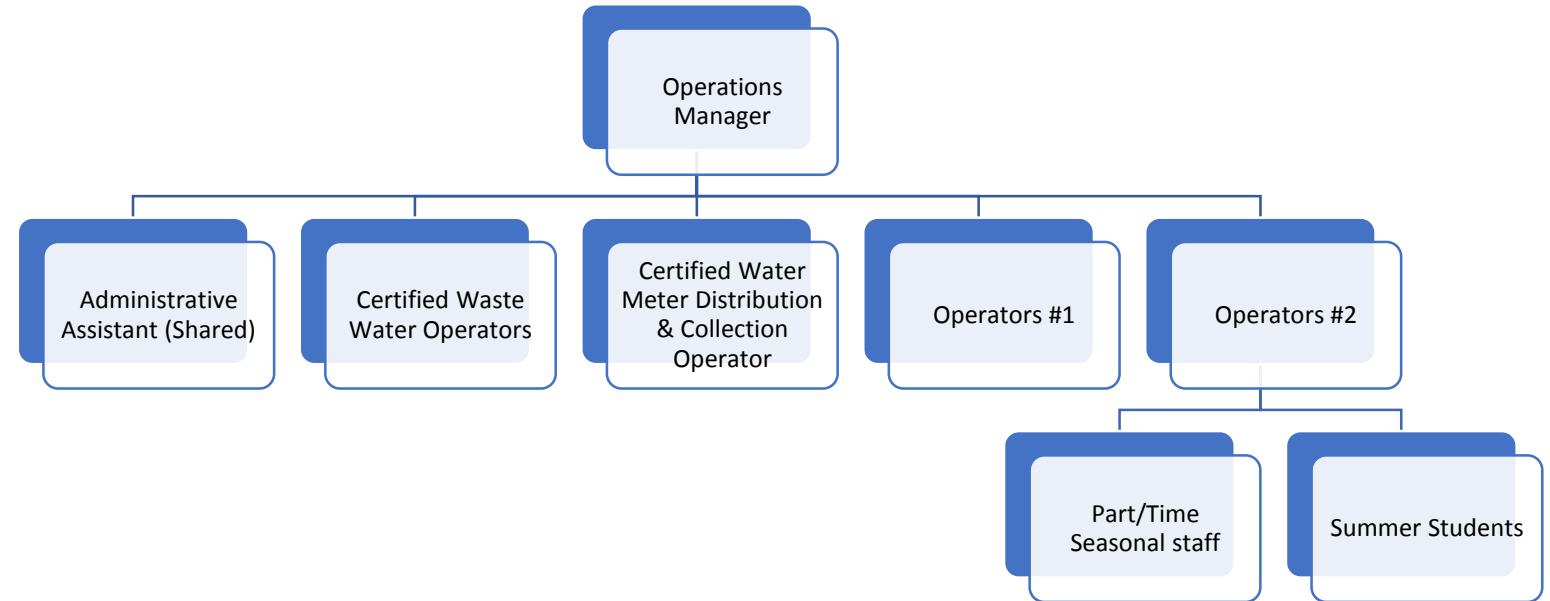 Operations
Manager
Administrative
Assistant (Shared)
Certified Waste
Water Operators
Certified Water
Meter Distribution
& Collection
Operator
Operators #1
Operators #2
Part/Time
Seasonal staff
Summer Students